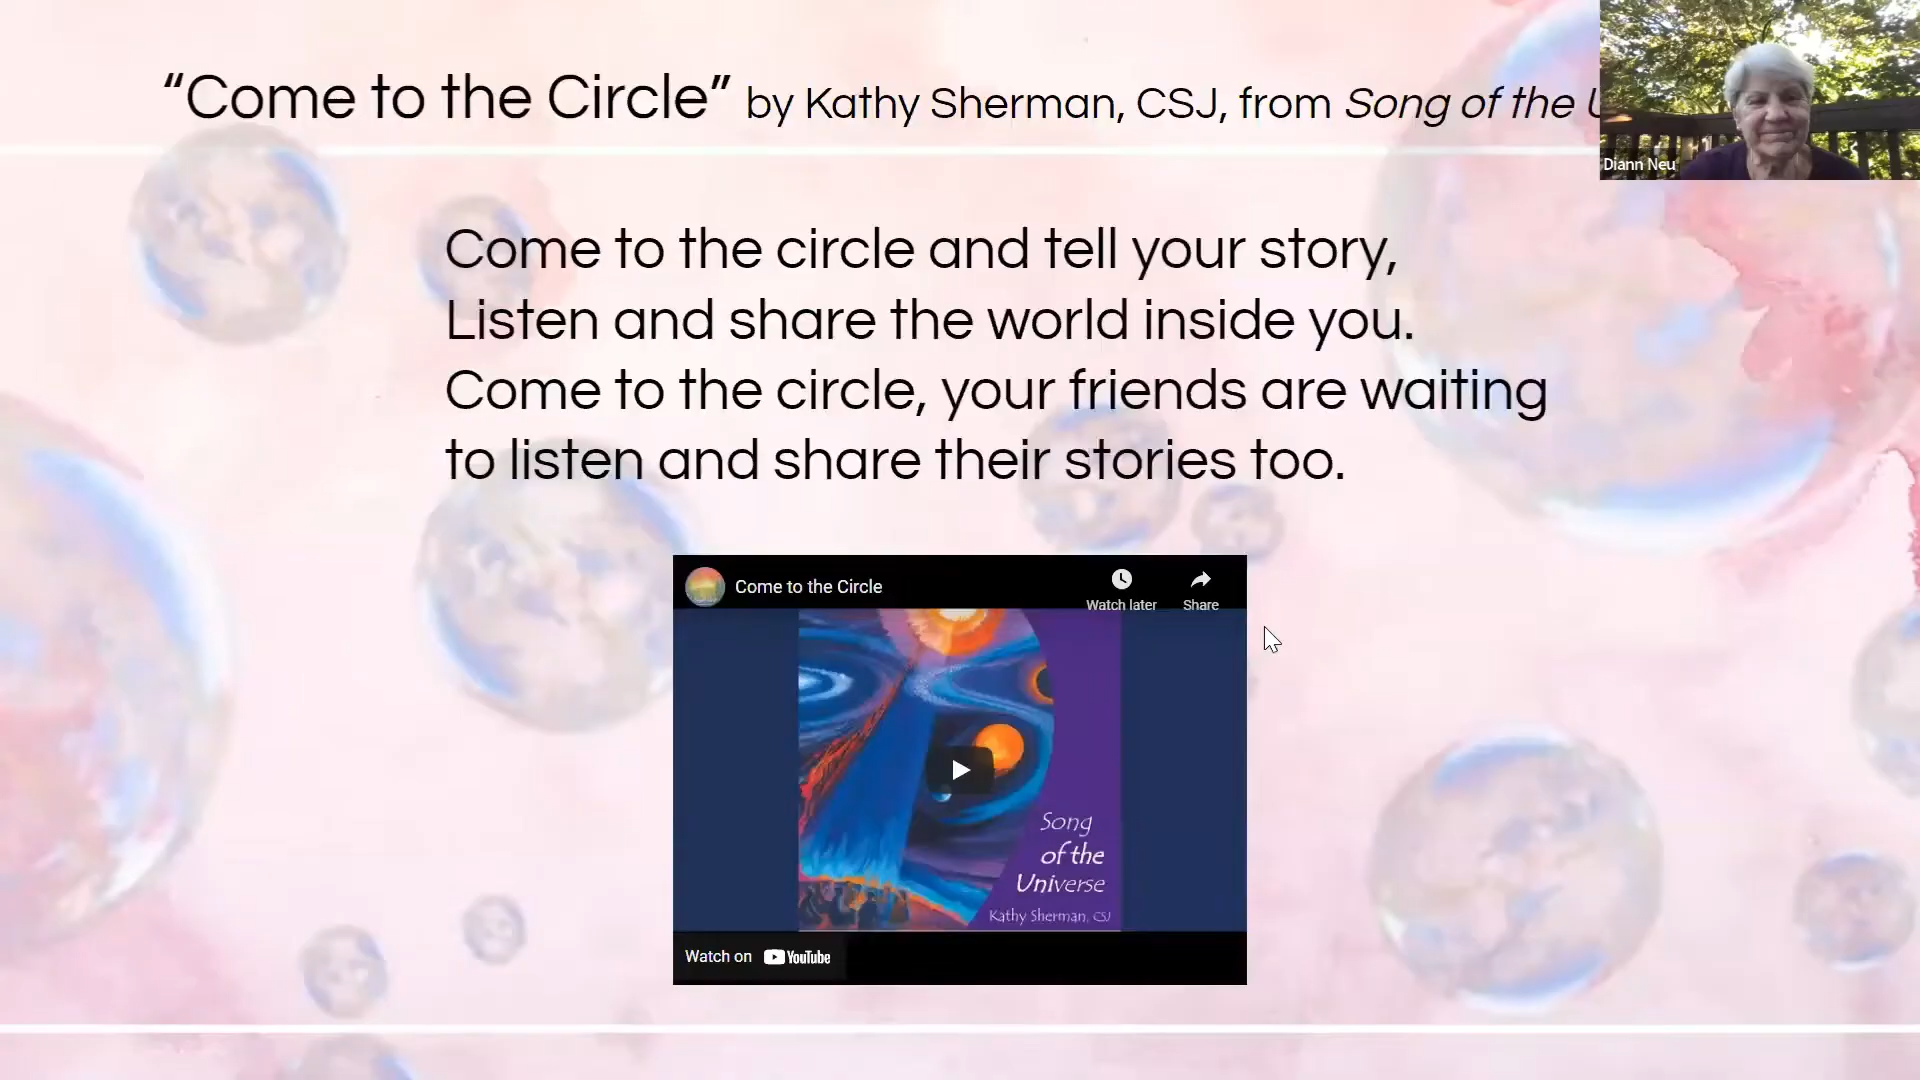 “Come to the Circle” by Kathy Sherman, CSJ, from Song of the
Diann Neu
Come to the circle and tell your story,
Listen and share the world inside you.
Come to the circle, your friends are waiting
to listen and share their stories too.
Come to the Circle
Watch later
Share
Song
of the
Universe
Kathy Sherman, CSJ
Watch on YouTube